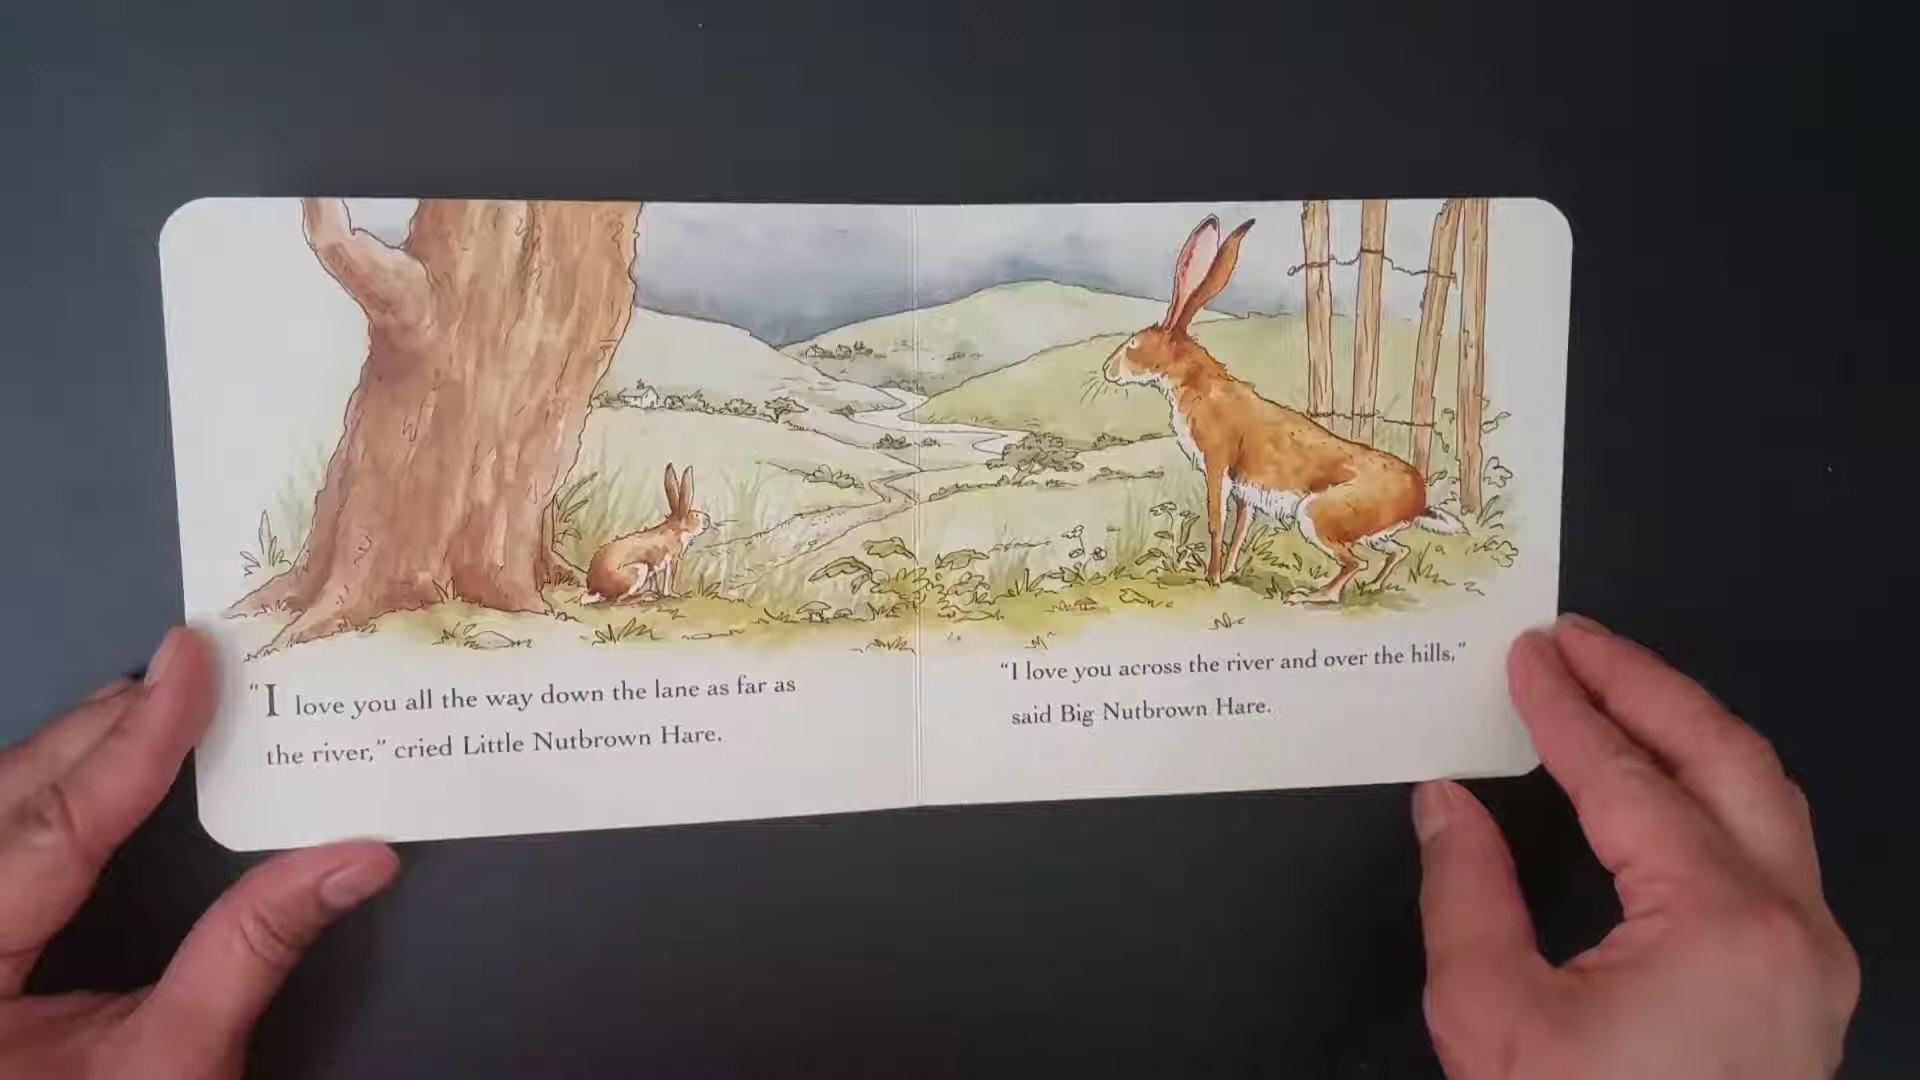 “I love you all the way down the lane as far as
the river,” cried Little Nutbrown Hare.
“I love you across the river and over the hills,”
said Big Nutbrown Hare.